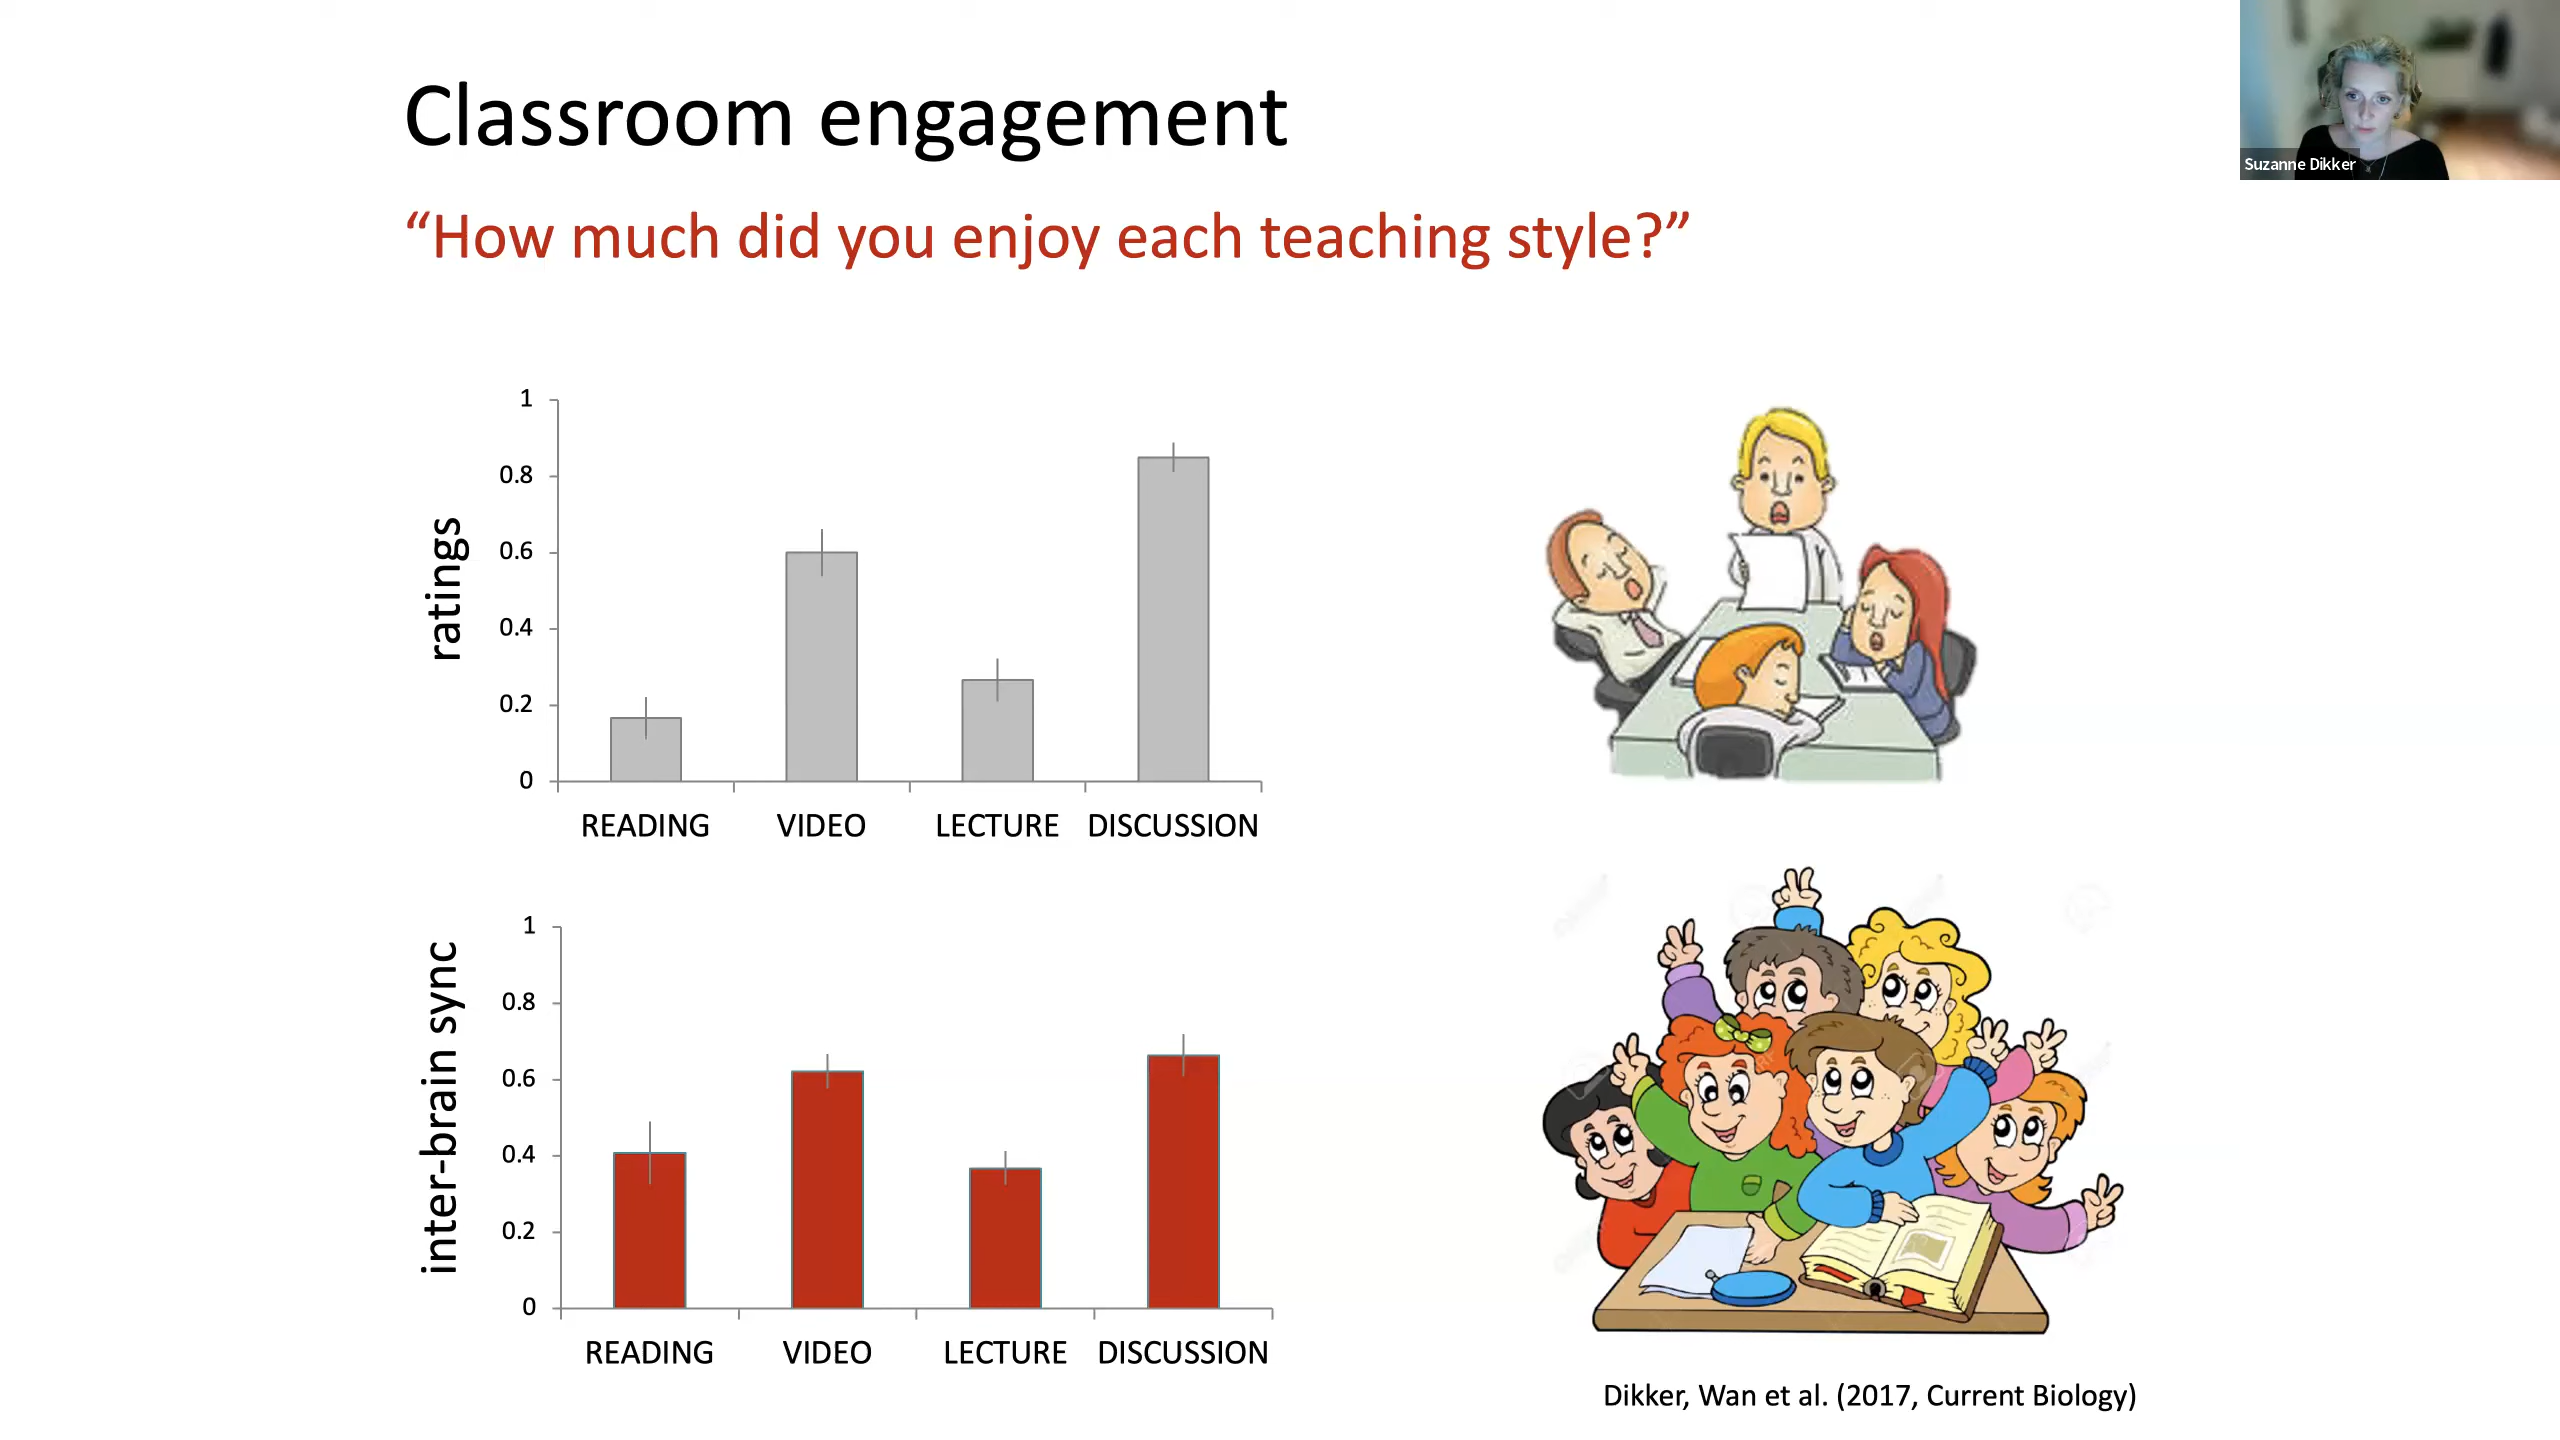 Classroom engagement
Suzanne Dikker
“How much did you enjoy each teaching style?”
ratings
1
0.8
0.6
0.4
0.2
0
READING VIDEO LECTURE DISCUSSION
inter-brain sync
1
0.8
0.6
0.4
0.2
0
READING VIDEO LECTURE DISCUSSION
Dikker, Wan et al. (2017, Current Biology)